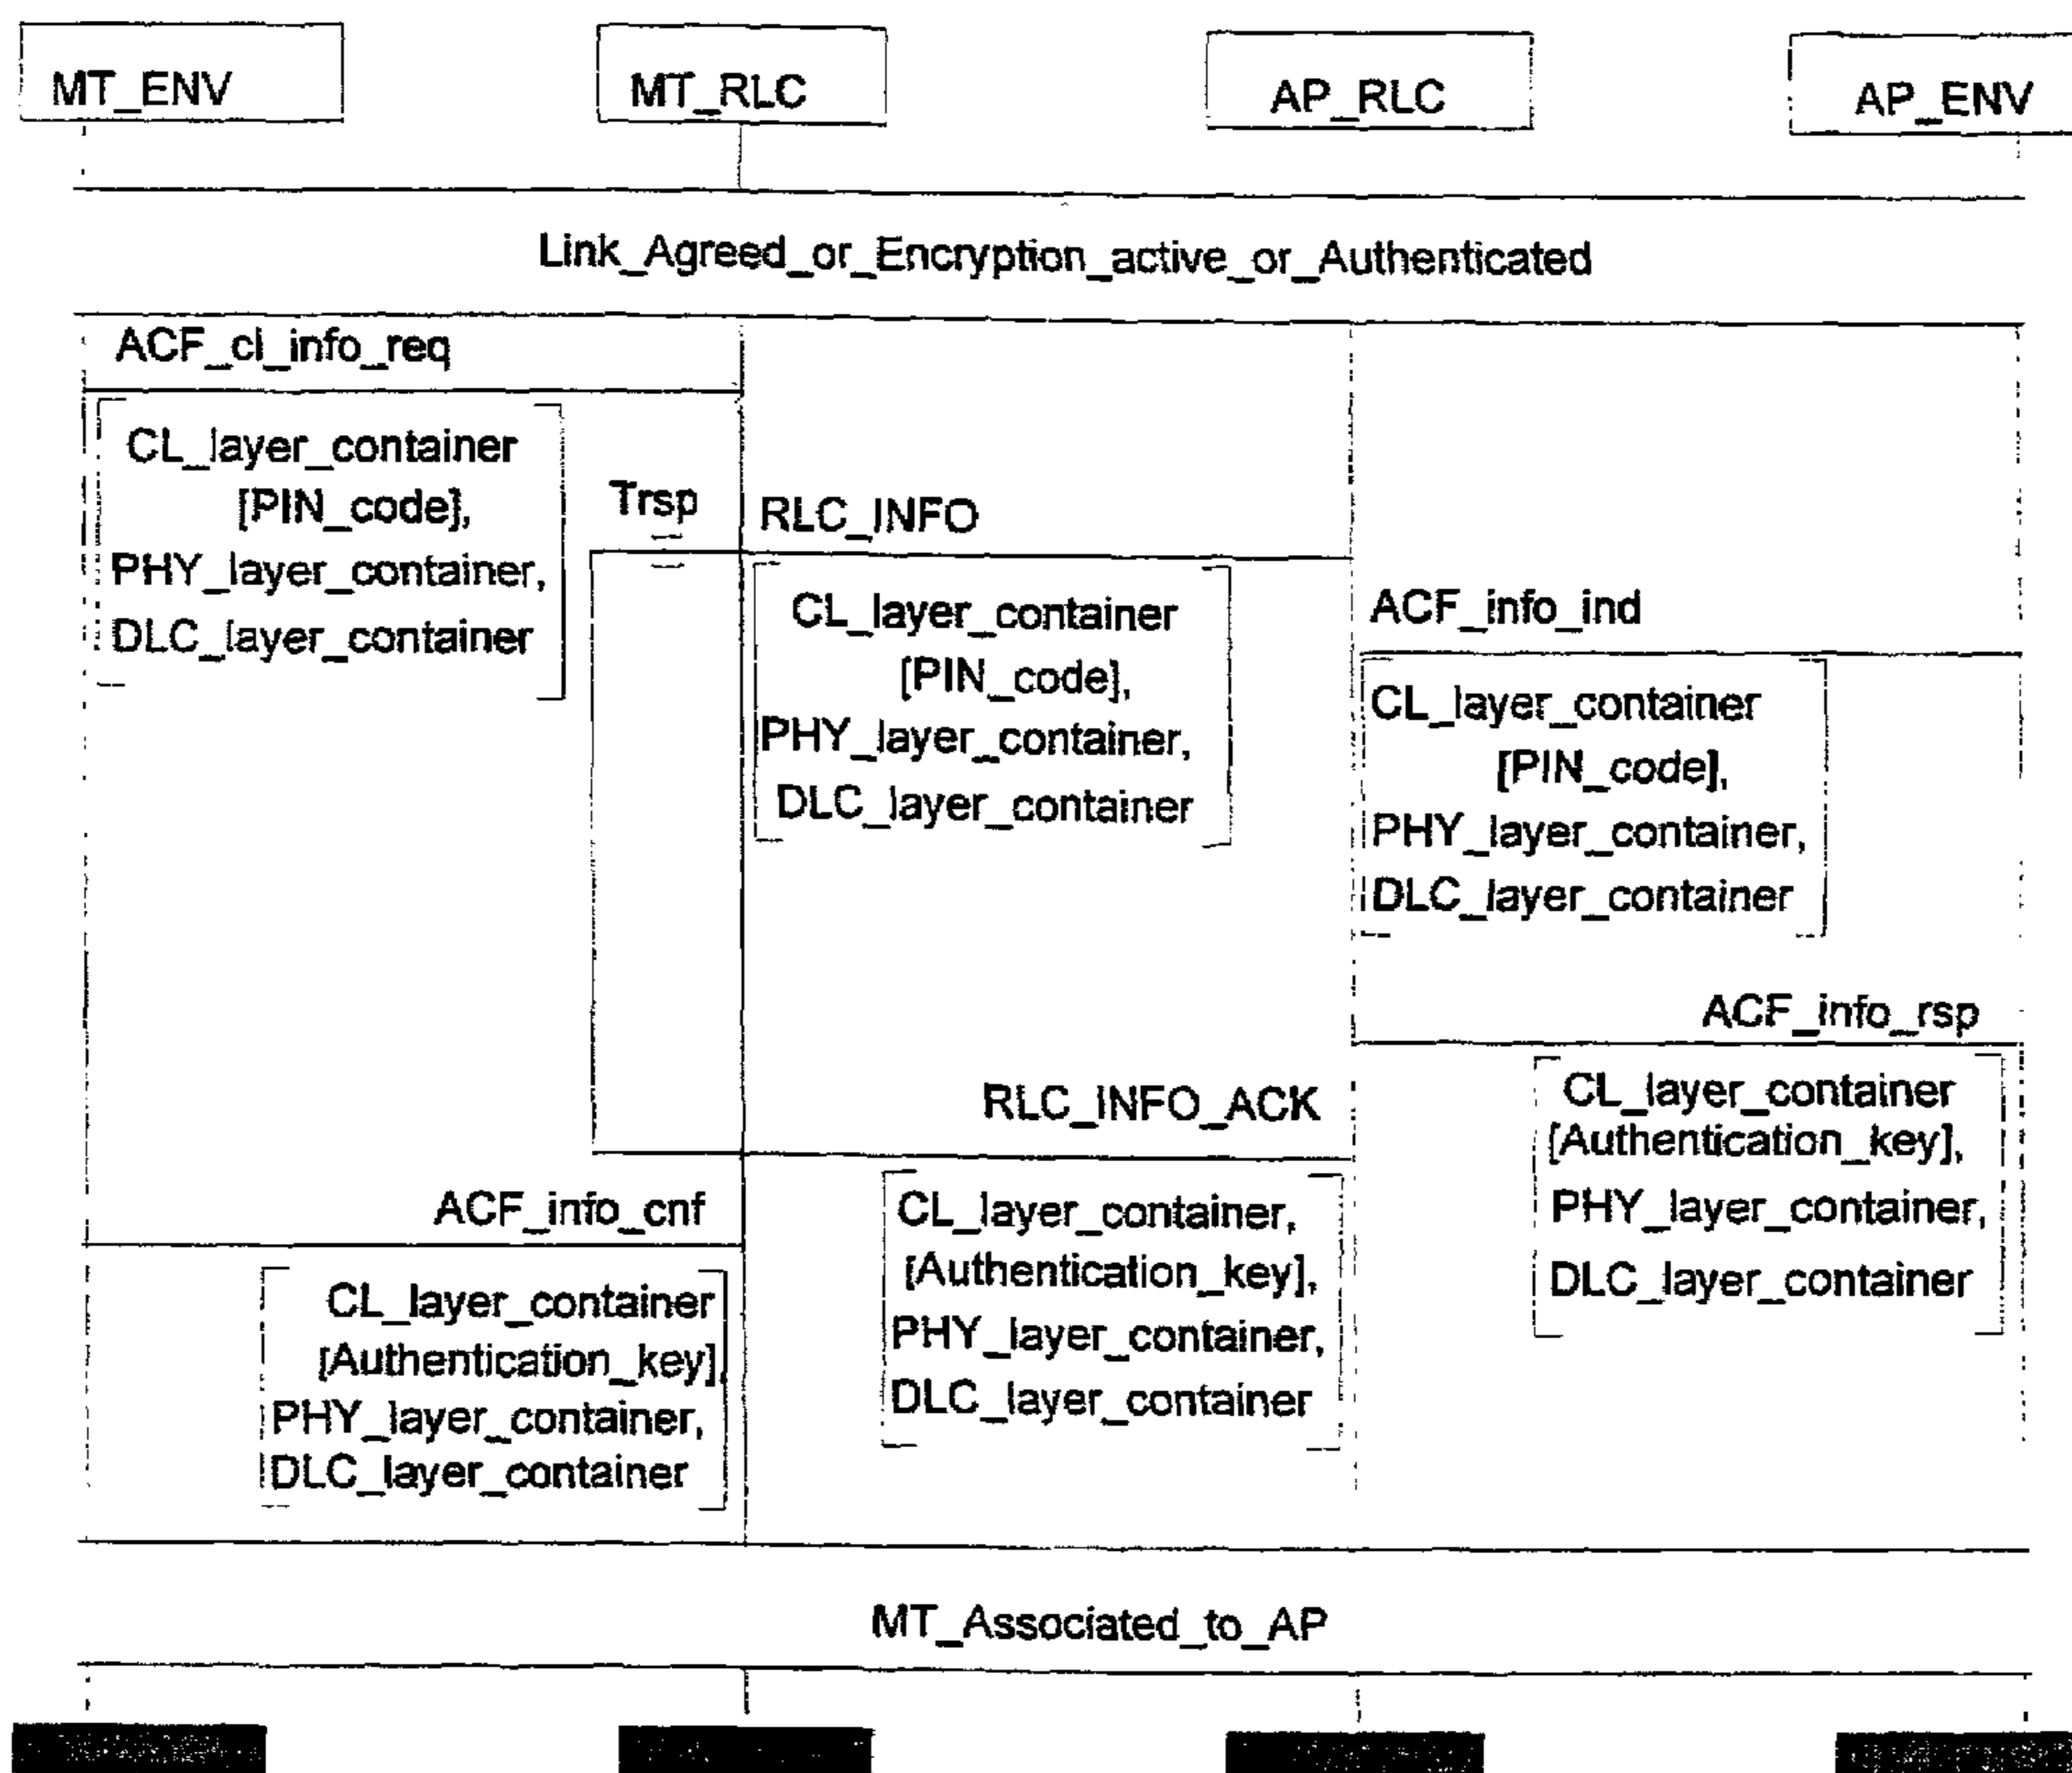 MT_ENV
MT_RLC
AP_RLC
AP_ENV
Link_Agreed_or_Encryption_active_or_Authenticated
ACF_cl_info_req
CL_layer_container
[PIN_code],
PHY_layer_container,
DLC_layer_container
Trsp
RLC_INFO
CL_layer_container
[PIN_code],
PHY_layer_container,
DLC_layer_container
ACF_info_ind
CL_layer_container
[PIN_code],
PHY_layer_container,
DLC_layer_container
ACF_info_rsp
CL_layer_container
[Authentication_key],
PHY_layer_container,
DLC_layer_container
RLC_INFO_ACK
CL_layer_container,
[Authentication_key],
PHY_layer_container,
DLC_layer_container
ACF_info_cnf
CL_layer_container
[Authentication_key]
PHY_layer_container,
DLC_layer_container
MT_Associated_to_AP